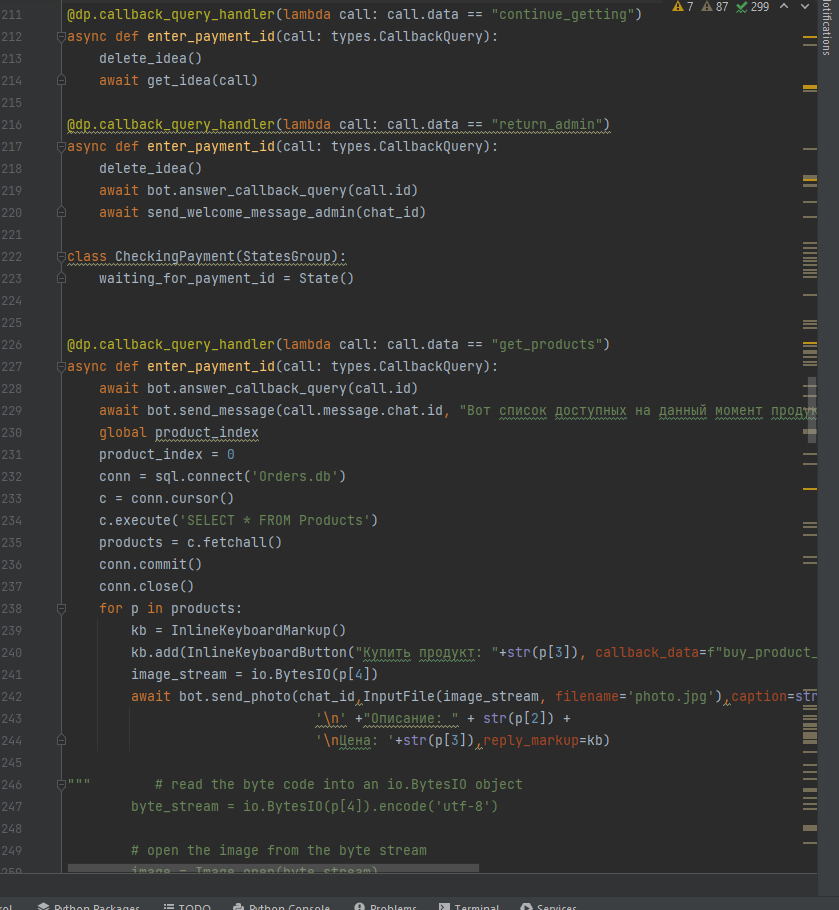 7 87 299
Notifications
211 @dp.callback_query_handler(lambda call: call.data == "continue_getting")
212 async def enter_payment_id(call: types.CallbackQuery):
213     delete_idea()
214     await get_idea(call)
215
216 @dp.callback_query_handler(lambda call: call.data == "return_admin")
217 async def enter_payment_id(call: types.CallbackQuery):
218     delete_idea()
219     await bot.answer_callback_query(call.id)
220     await send_welcome_message_admin(chat_id)
221
222 class CheckingPayment(StatesGroup):
223     waiting_for_payment_id = State()
224
225
226 @dp.callback_query_handler(lambda call: call.data == "get_products")
227 async def enter_payment_id(call: types.CallbackQuery):
228     await bot.answer_callback_query(call.id)
229     await bot.send_message(call.message.chat.id, "Вот список доступных на данный момент продук
230     global product_index
231     product_index = 0
232     conn = sql.connect('Orders.db')
233     c = conn.cursor()
234     c.execute('SELECT * FROM Products')
235     products = c.fetchall()
236     conn.commit()
237     conn.close()
238     for p in products:
239         kb = InlineKeyboardMarkup()
240         kb.add(InlineKeyboardButton("Купить продукт: "+str(p[3]), callback_data=f"buy_product_
241         image_stream = io.BytesIO(p[4])
242         await bot.send_photo(chat_id,InputFile(image_stream, filename='photo.jpg'),caption=str
243                                '\n' +"Описание: " + str(p[2]) +
244                                '\nЦена: '+str(p[3]),reply_markup=kb)
245
246 """        # read the byte code into an io.BytesIO object
247         byte_stream = io.BytesIO(p[4]).encode('utf-8')
248
249         # open the image from the byte stream
250         image = Image.open(byte_stream)
Python Packages TODO Python Console Problems Terminal Services